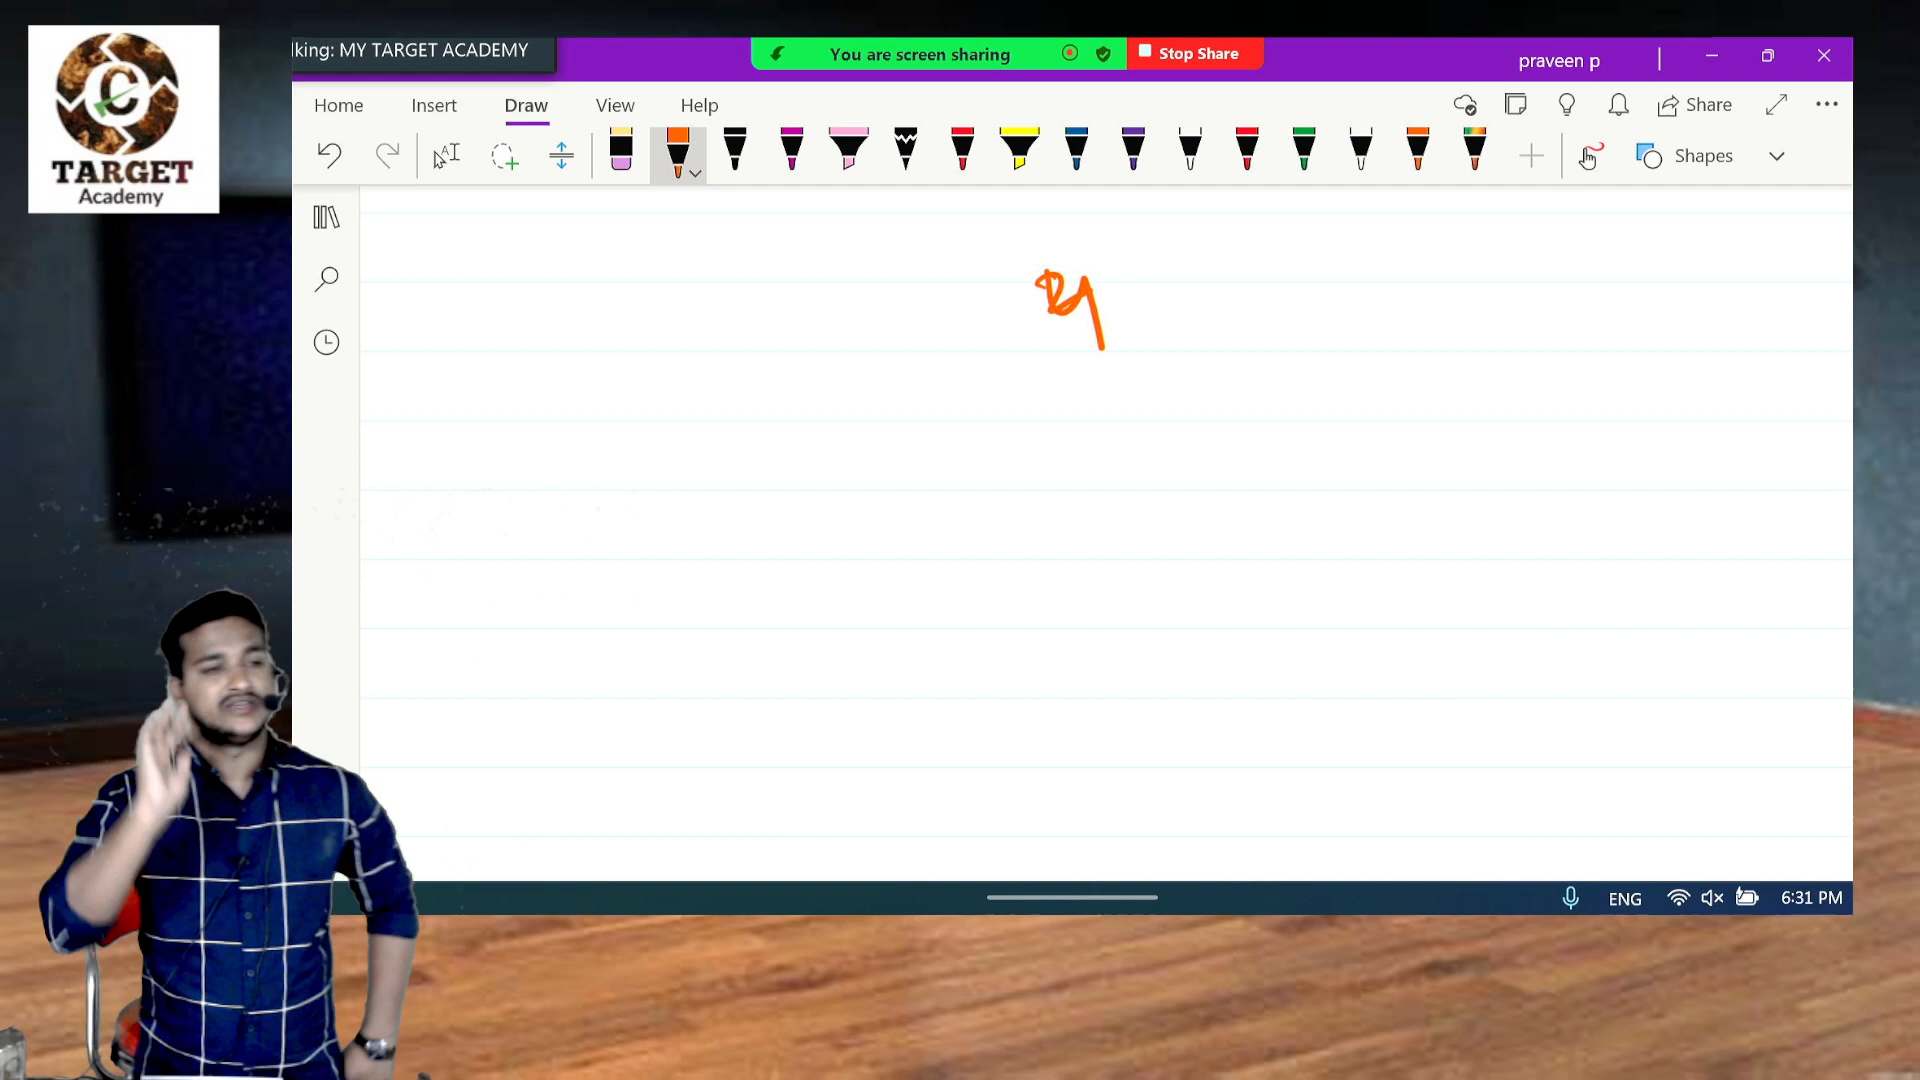 TARGET
Academy
lking: MY TARGET ACADEMY
You are screen sharing
Stop Share
praveen p
Home Insert Draw View Help
Share
Shapes
ENG
6:31 PM